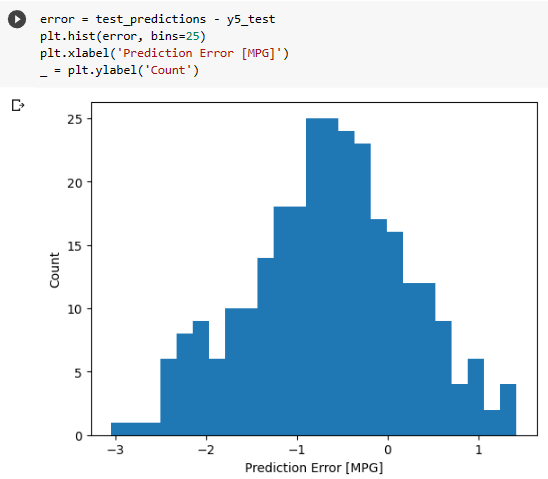 error = test_predictions - y5_test
plt.hist(error, bins=25)
plt.xlabel('Prediction Error [MPG]')
_ = plt.ylabel('Count')
25
20
15
10
5
0
Count
−3
−2
−1
0
1
Prediction Error [MPG]